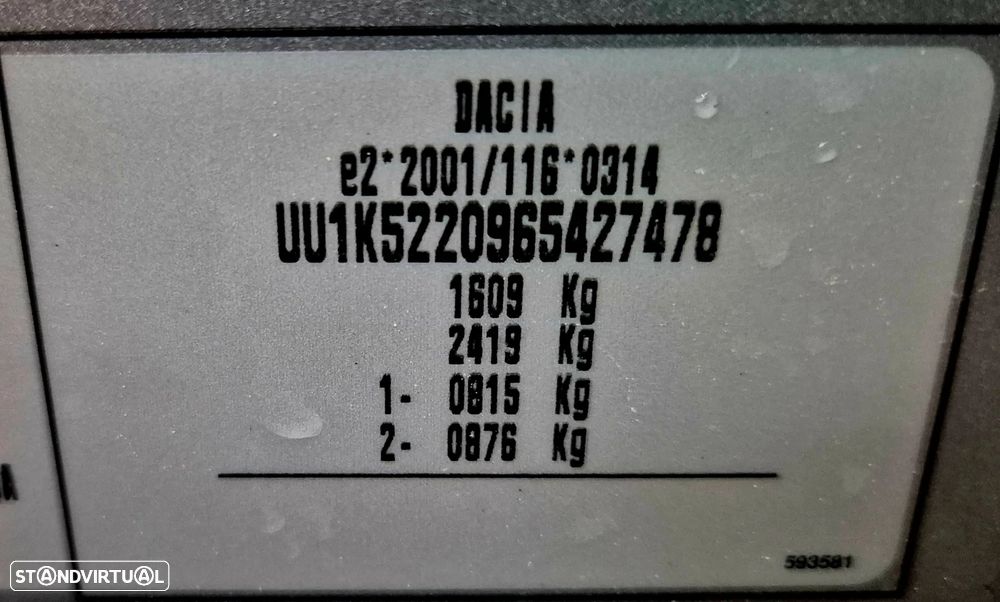 DACIA
e2*2001/116*0314
UU1K5220965427478
1609 Kg
2419 Kg
1- 0815 Kg
2- 0876 Kg
593581
STANDVIRTUAL